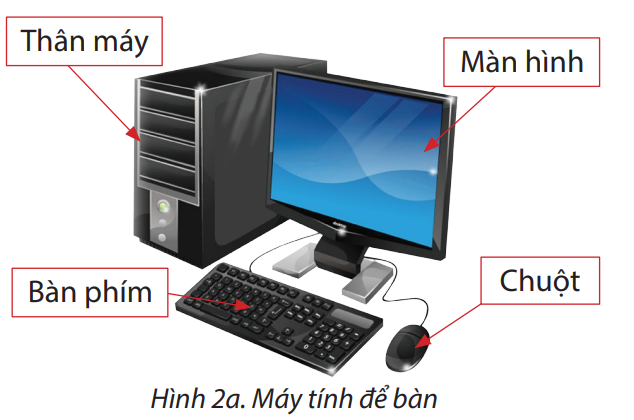 Thân máy
Màn hình
Bàn phím
Chuột
Hình 2a. Máy tính để bàn